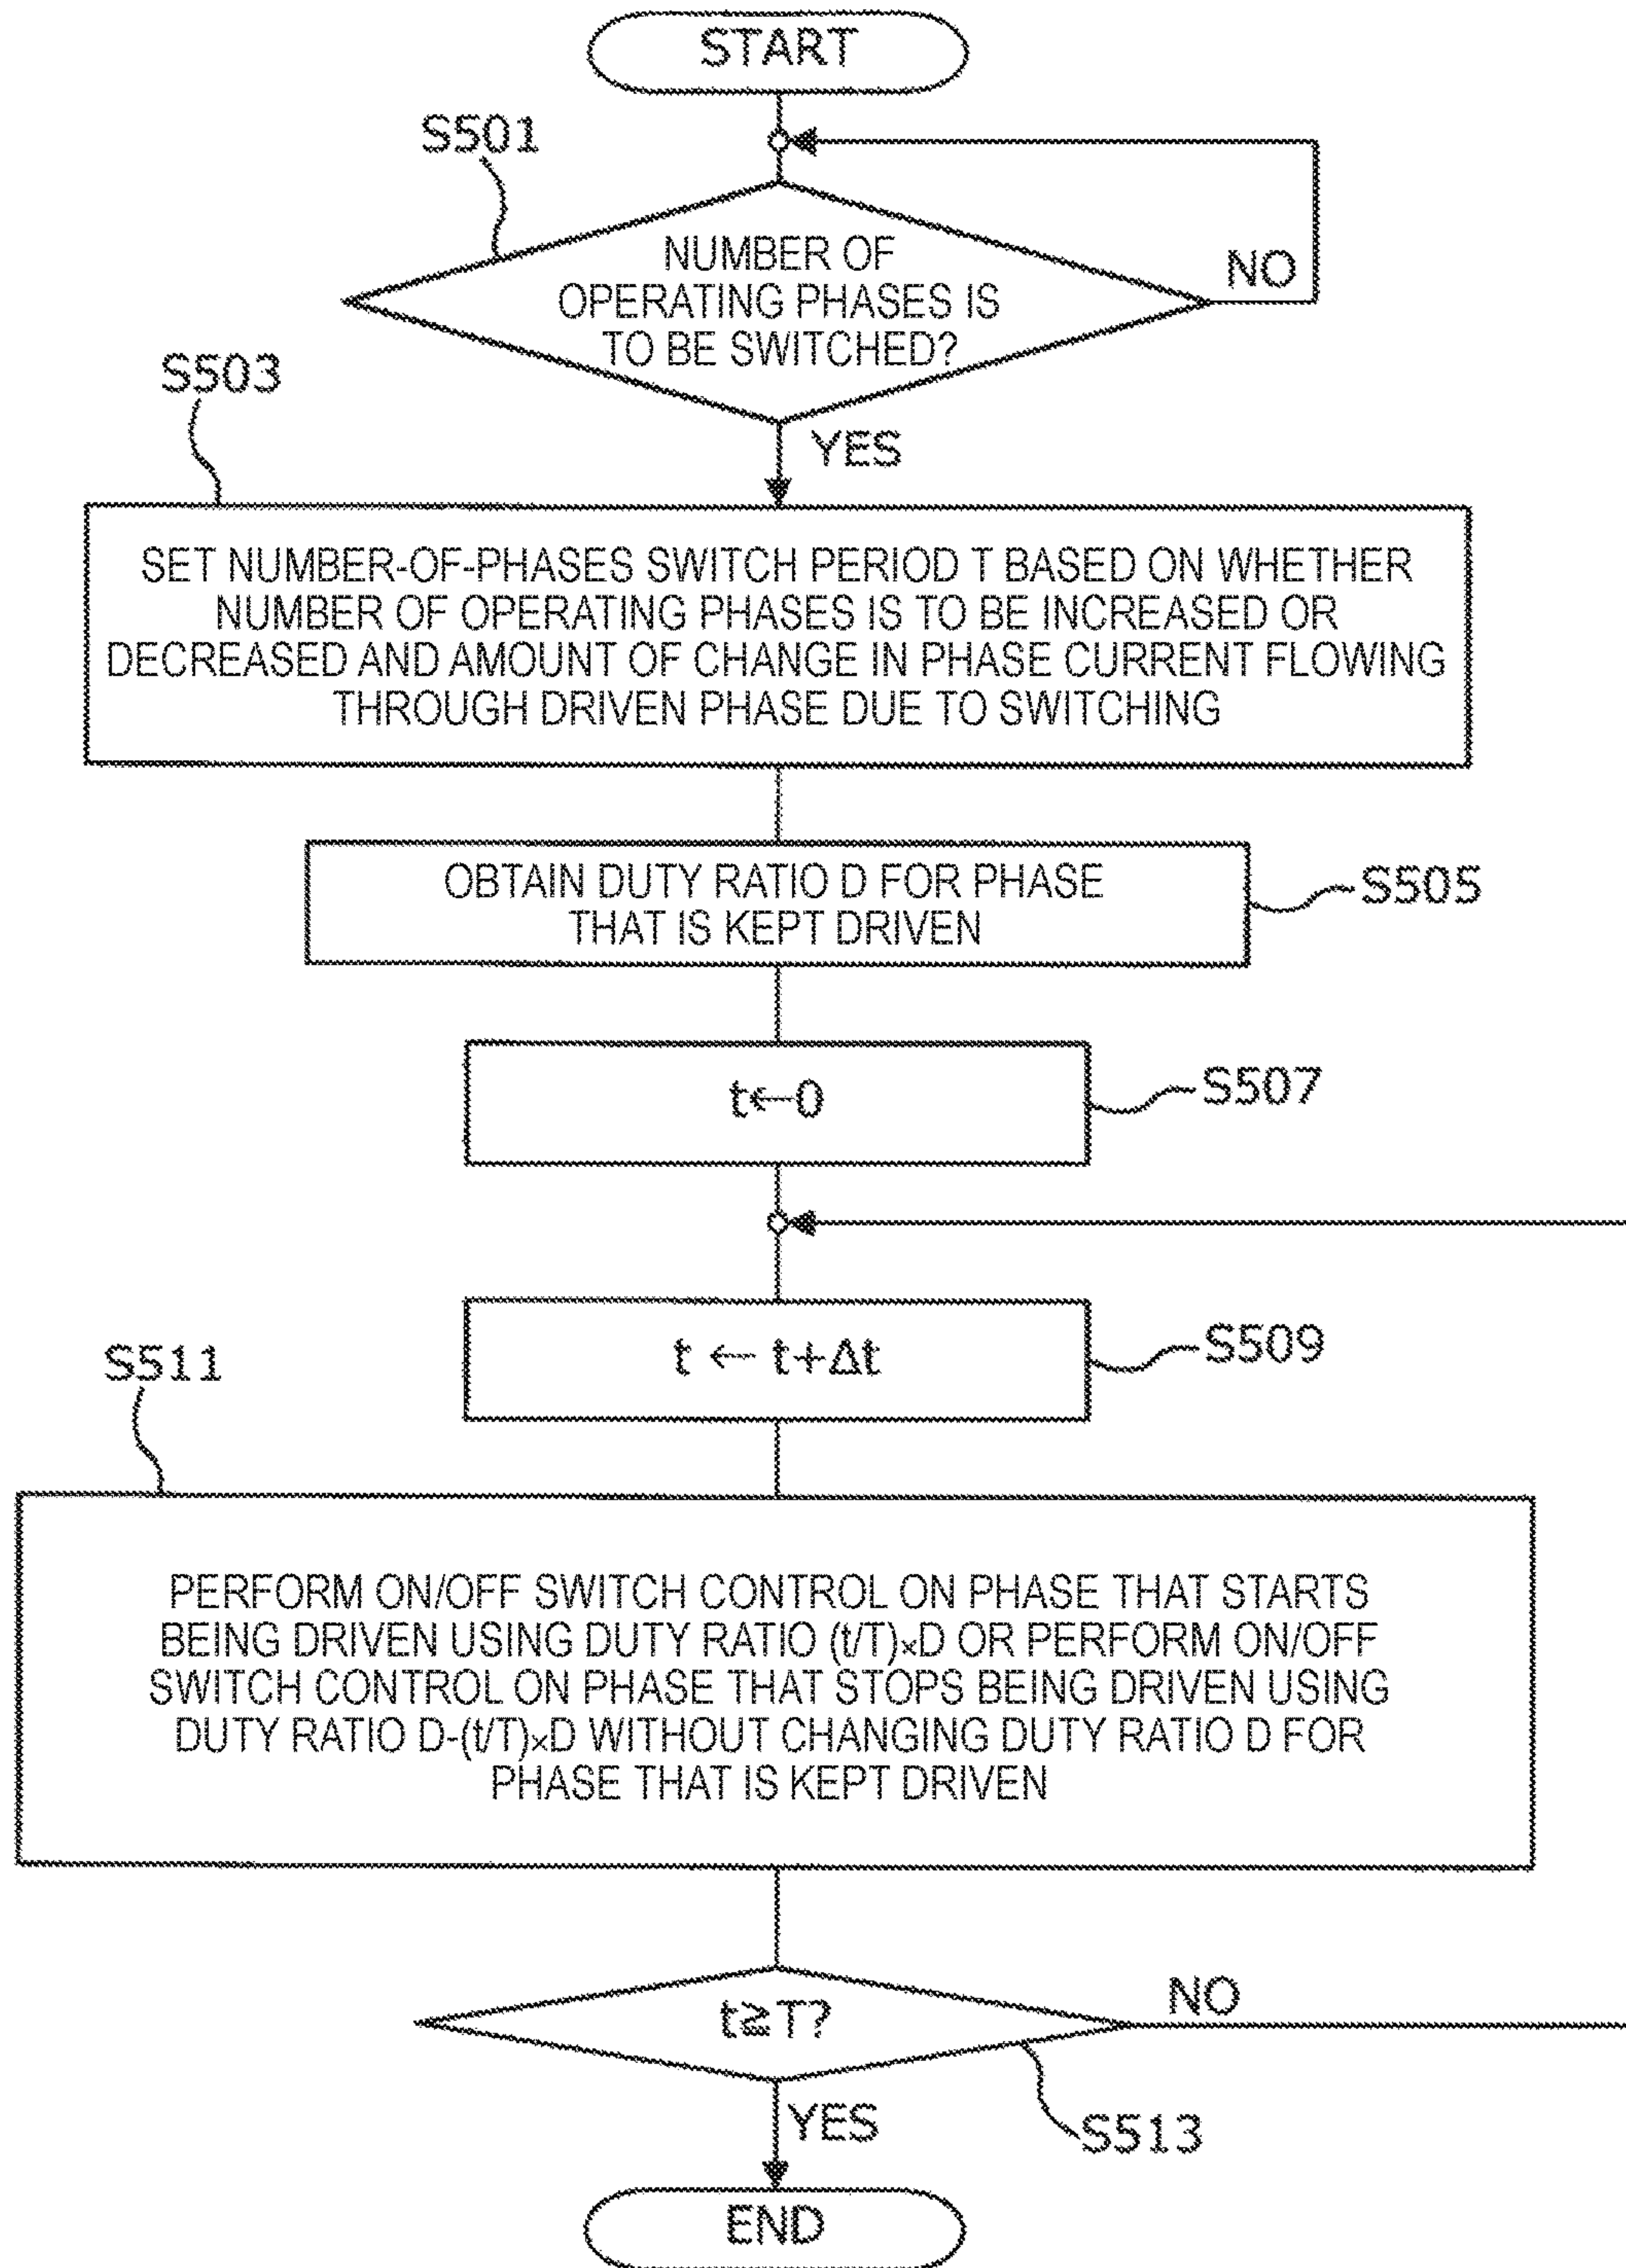 START
S501
NUMBER OF
OPERATING PHASES IS
TO BE SWITCHED?
NO
S503
YES
SET NUMBER-OF-PHASES SWITCH PERIOD T BASED ON WHETHER
NUMBER OF OPERATING PHASES IS TO BE INCREASED OR
DECREASED AND AMOUNT OF CHANGE IN PHASE CURRENT FLOWING
THROUGH DRIVEN PHASE DUE TO SWITCHING
OBTAIN DUTY RATIO D FOR PHASE
THAT IS KEPT DRIVEN
S505
t←0
S507
t ← t+Δt
S509
S511
PERFORM ON/OFF SWITCH CONTROL ON PHASE THAT STARTS
BEING DRIVEN USING DUTY RATIO (t/T)×D OR PERFORM ON/OFF
SWITCH CONTROL ON PHASE THAT STOPS BEING DRIVEN USING
DUTY RATIO D-(t/T)×D WITHOUT CHANGING DUTY RATIO D FOR
PHASE THAT IS KEPT DRIVEN
t≧T?
NO
YES
S513
END